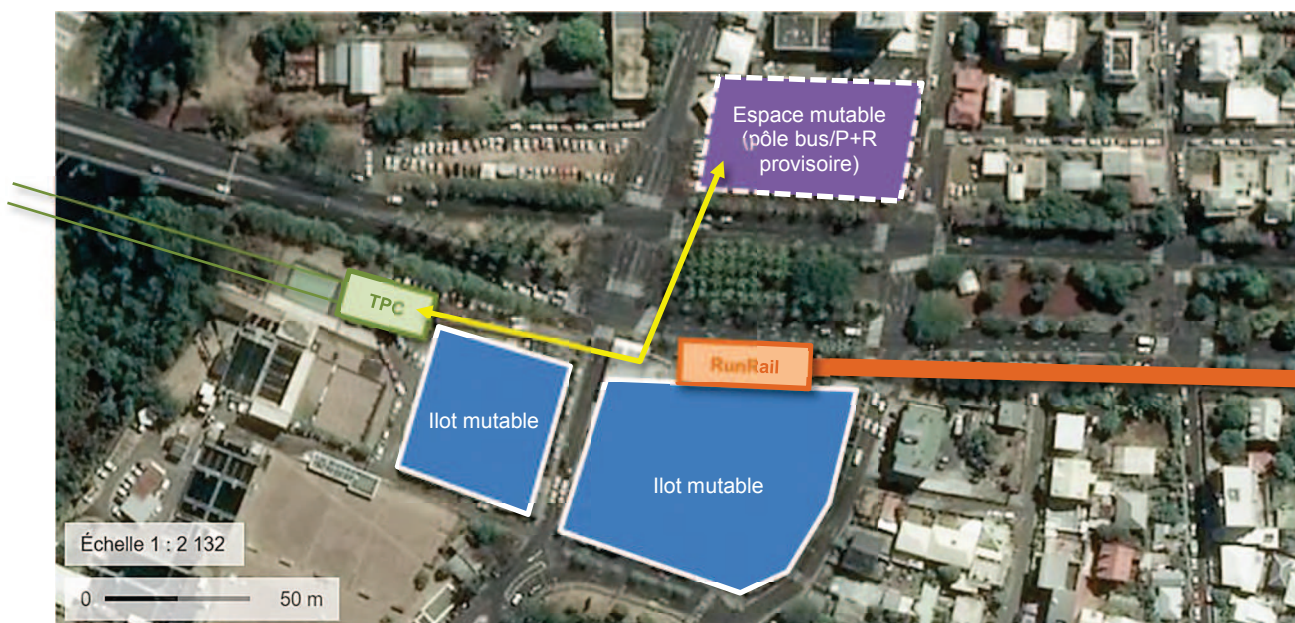 Espace mutable
(pôle bus/P+R
provisoire)
TPC
RunRail
Ilot mutable
Ilot mutable
Échelle 1 : 2 132
0 50 m